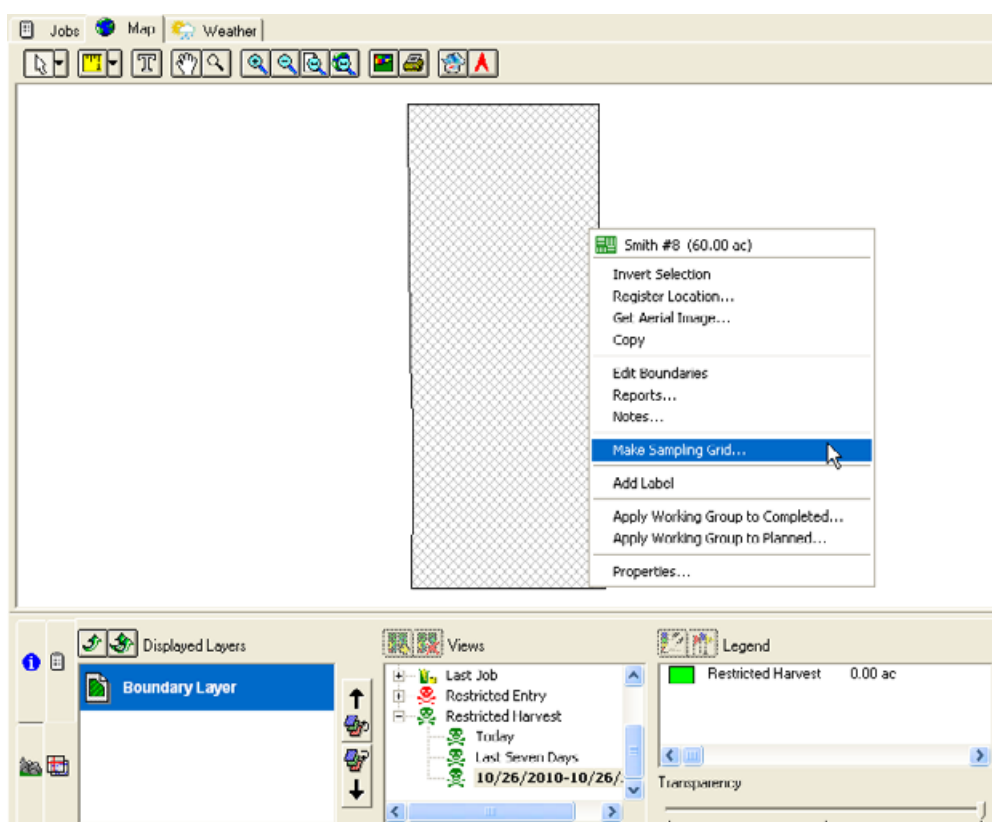 Jobs Map Weather
Smith #8 (60.00 ac)
Invert Selection
Register Location...
Get Aerial Image...
Copy
Edit Boundaries
Reports...
Notes...
Make Sampling Grid...
Add Label
Apply Working Group to Completed...
Apply Working Group to Planned...
Properties...
Displayed Layers
Boundary Layer
Views
Last Job
Restricted Entry
Restricted Harvest
Today
Last Seven Days
10/26/2010-10/26/
Legend
Restricted Harvest 0.00 ac
Transparency